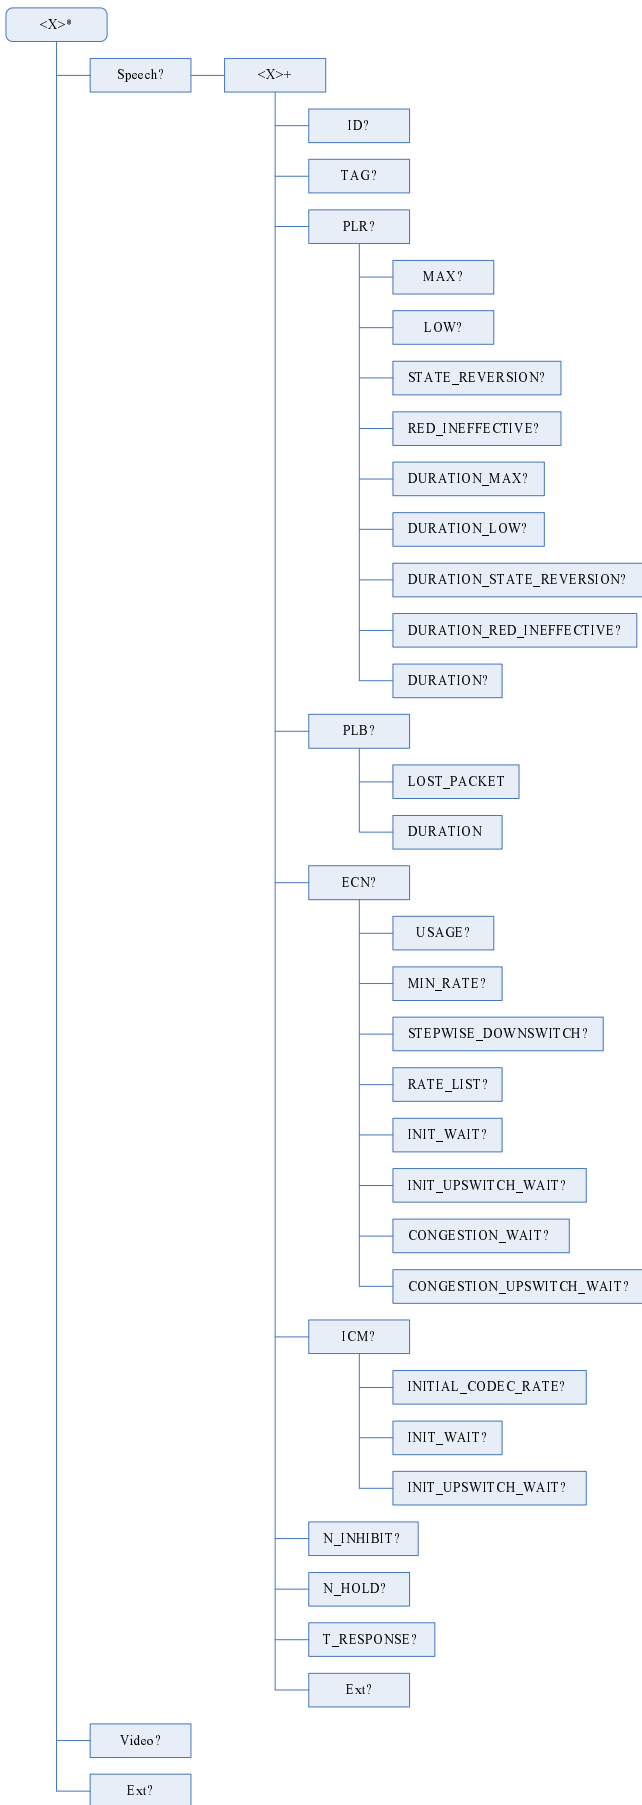 <X>*
Speech?
<X>+
ID?
TAG?
PLR?
MAX?
LOW?
STATE_REVERSION?
RED_INEFFECTIVE?
DURATION_MAX?
DURATION_LOW?
DURATION_STATE_REVERSION?
DURATION_RED_INEFFECTIVE?
DURATION?
PLB?
LOST_PACKET
DURATION
ECN?
USAGE?
MIN_RATE?
STEPWISE_DOWNSWITCH?
RATE_LIST?
INIT_WAIT?
INIT_UPSWITCH_WAIT?
CONGESTION_WAIT?
CONGESTION_UPSWITCH_WAIT?
ICM?
INITIAL_CODEC_RATE?
INIT_WAIT?
INIT_UPSWITCH_WAIT?
N_INHIBIT?
N_HOLD?
T_RESPONSE?
Ext?
Video?
Ext?